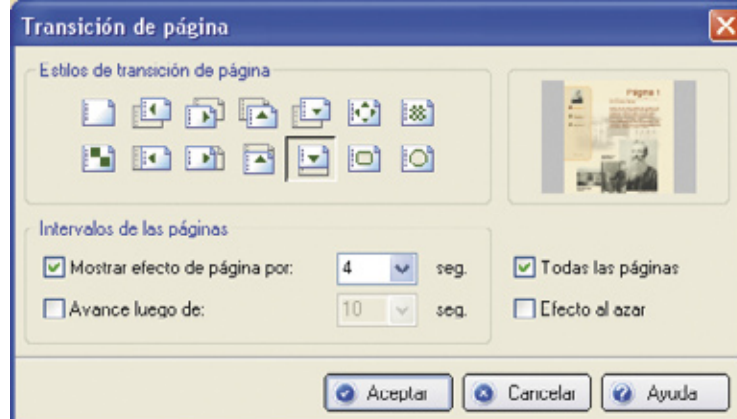 Transición de página
Estilos de transición de página
Página 1
Intervalos de las páginas
Mostrar efecto de página por: 4 seg.
Todas las páginas
Avance luego de: 10 seg.
Efecto al azar
Aceptar Cancelar Ayuda